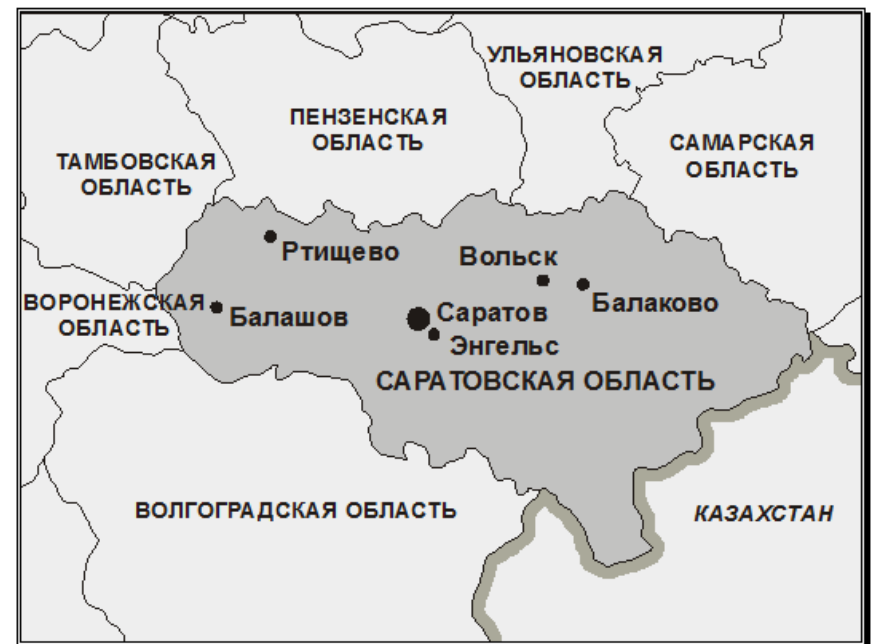 УЛЬЯНОВСКАЯ
ОБЛАСТЬ
ПЕНЗЕНСКАЯ
ОБЛАСТЬ
САМАРСКАЯ
ОБЛАСТЬ
ТАМБОВСКАЯ
ОБЛАСТЬ
Ртищево
Вольск
ВОРОНЕЖСКАЯ
ОБЛАСТЬ
Балашов
Балаково
Саратов
Энгельс
САРАТОВСКАЯ ОБЛАСТЬ
ВОЛГОГРАДСКАЯ ОБЛАСТЬ
КАЗАХСТАН